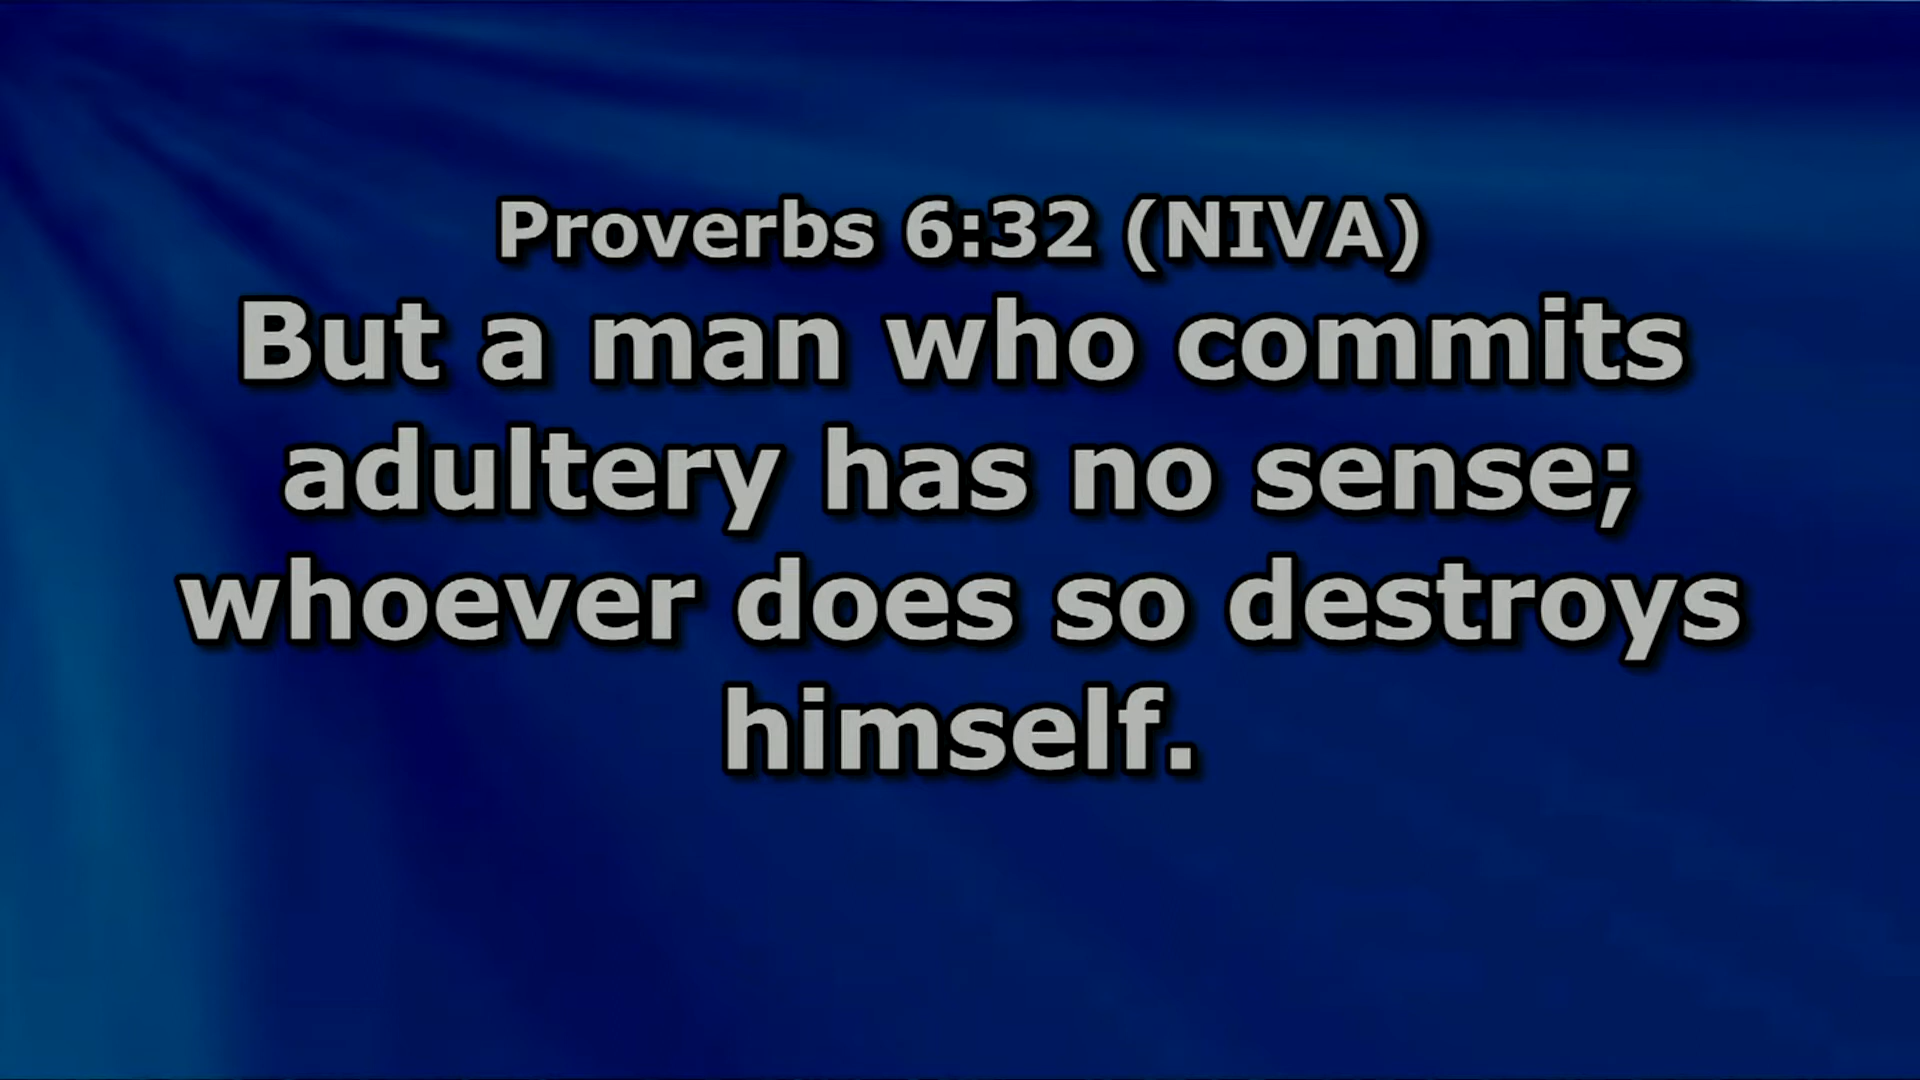 Proverbs 6:32 (NIVA)
But a man who commits
adultery has no sense;
whoever does so destroys
himself.